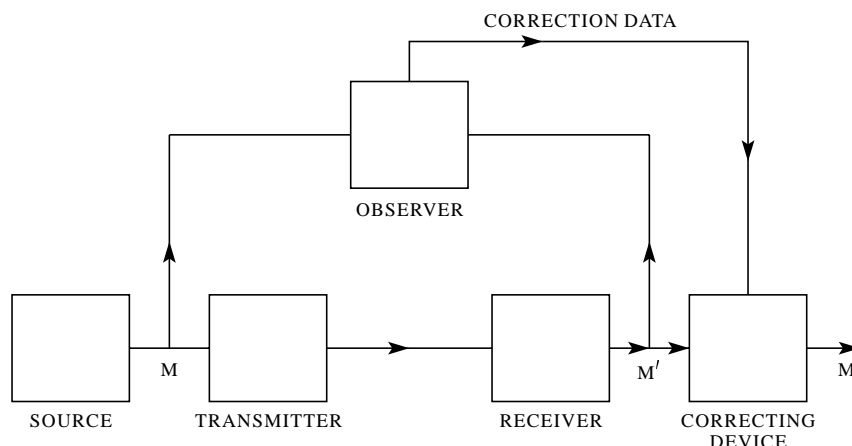 CORRECTION DATA
OBSERVER
M
M′
M
SOURCE
TRANSMITTER
RECEIVER
CORRECTING
DEVICE